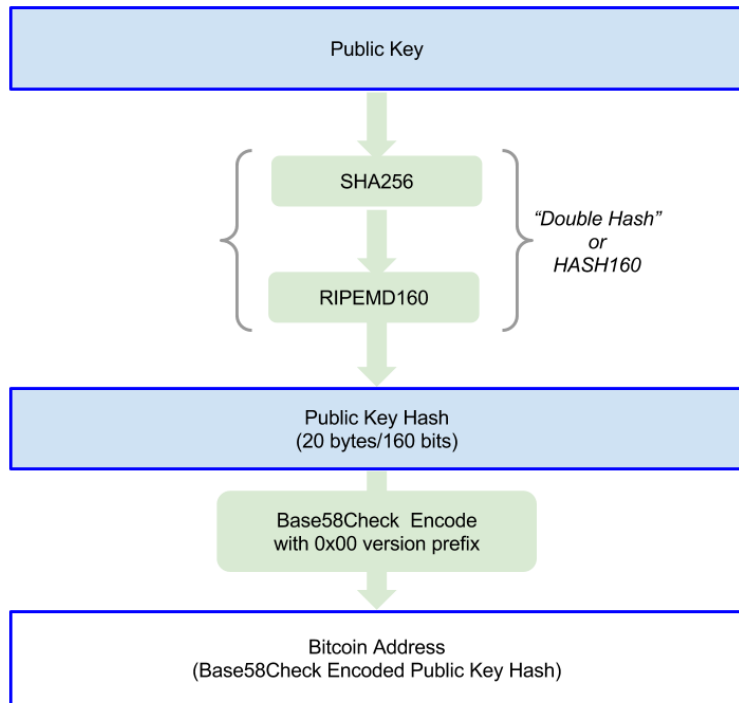 Public Key
SHA256
“Double Hash”
or
HASH160
RIPEMD160
Public Key Hash
(20 bytes/160 bits)
Base58Check Encode
with 0x00 version prefix
Bitcoin Address
(Base58Check Encoded Public Key Hash)